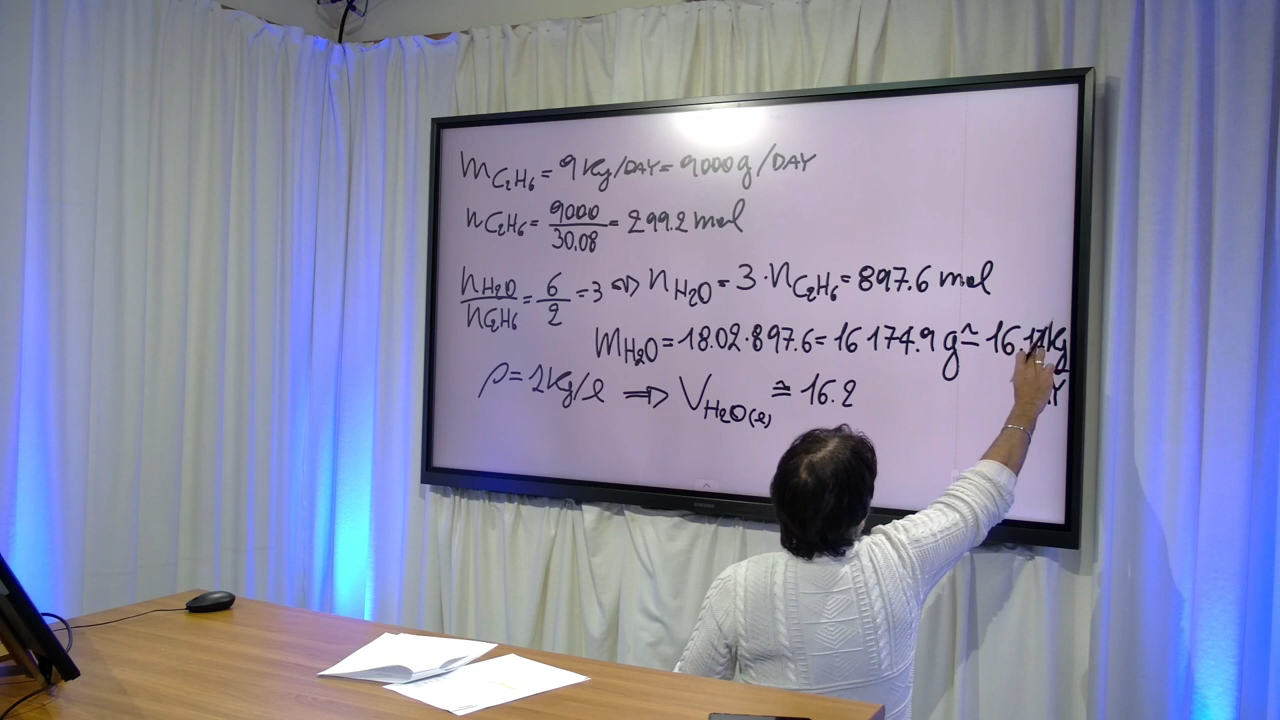 m C2H6 = 9 Kg/DAY = 9000 g/DAY
n C2H6 = 9000/30.08 = 299.2 mol
n H2O / n C2H6 = 6/2 = 3 ⇔ n H2O = 3 · n C2H6 = 897.6 mol
m H2O = 18.02 · 897.6 = 16 174.9 g ≃ 16.17 Kg
ρ = 1 Kg/l ⟹ V H2O(l) ≅ 16.2